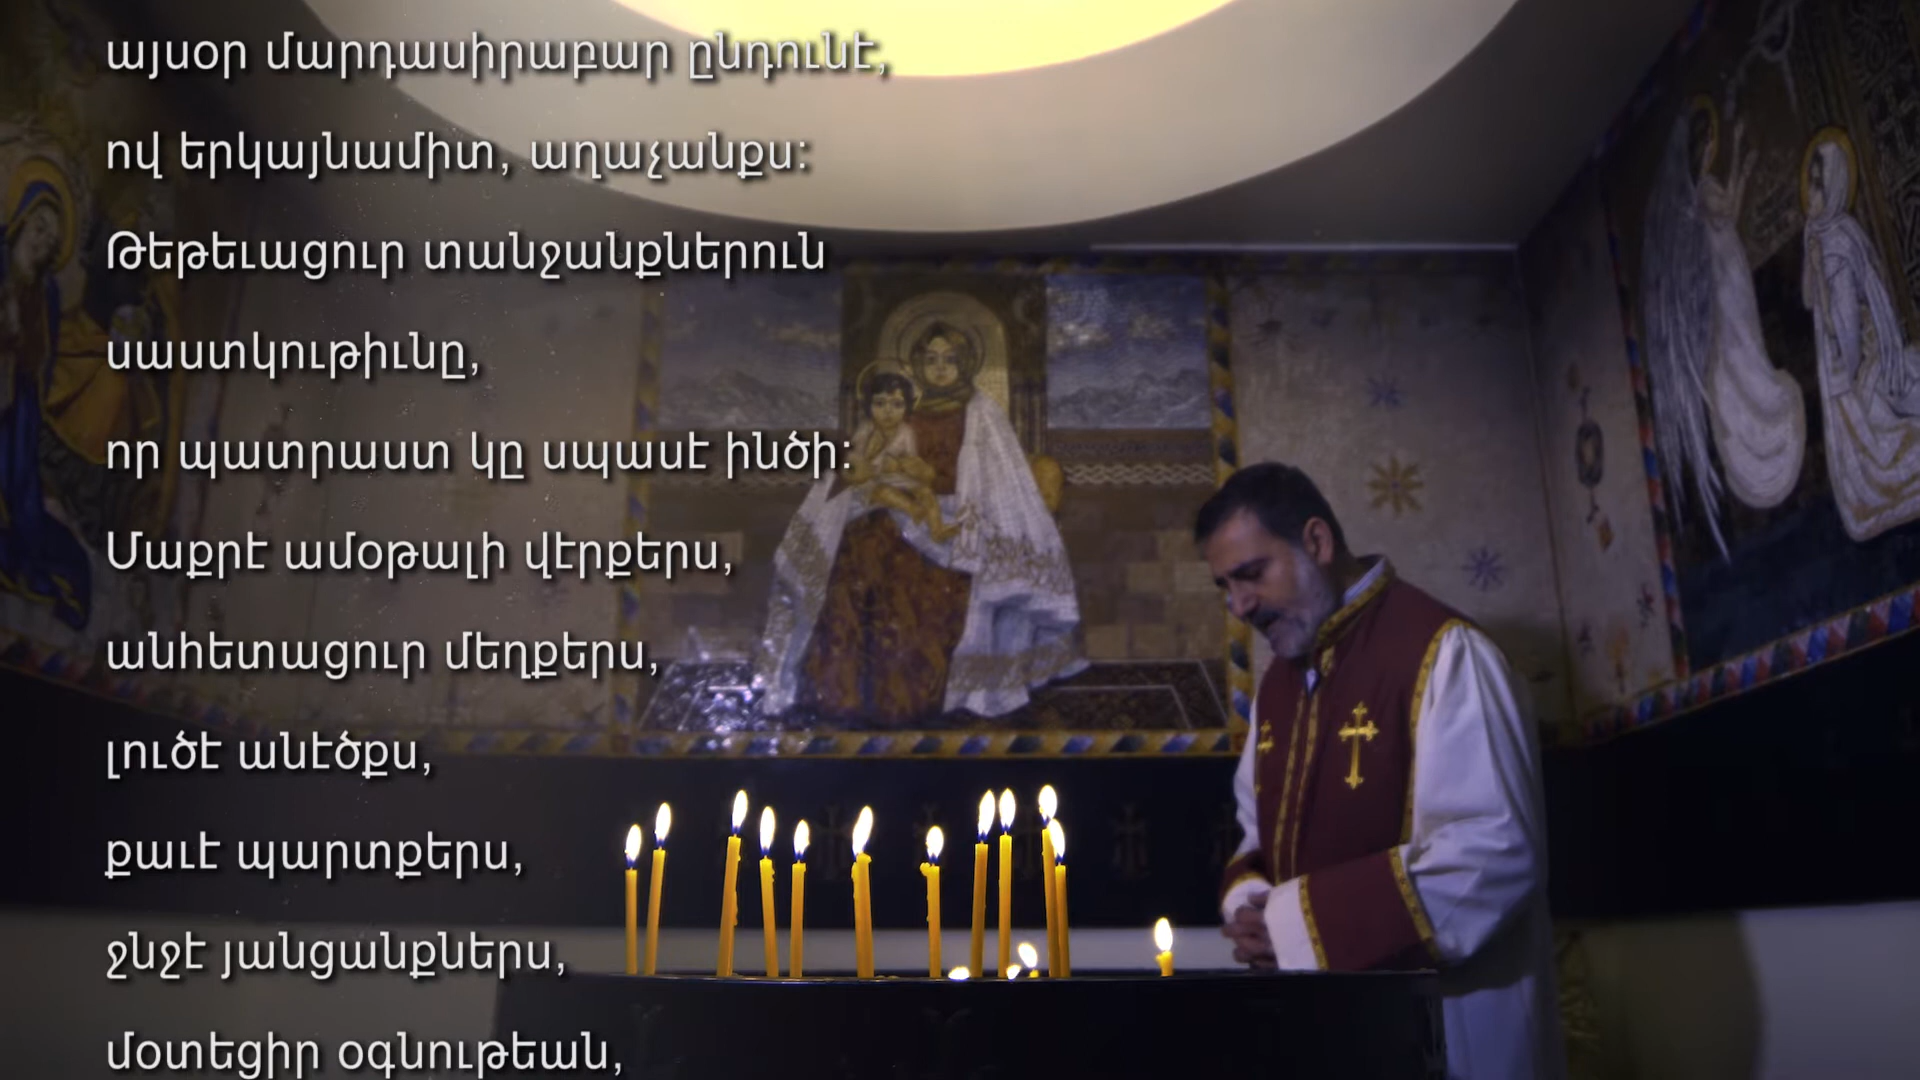 այսօր մարդասիրաբար ընդունէ,
ով երկայնամիտ, աղաչանքս:
Թեթեւացուր տանջանքներուն
սաստկութիւնը,
որ պատրաստ կը սպասէ ինծի:
Մաքրէ ամօթալի վէրքերս,
անհետացուր մեղքերս,
լուծէ անէծքս,
քաւէ պարտքերս,
ջնջէ յանցանքներս,
մօտեցիր օգնութեան,